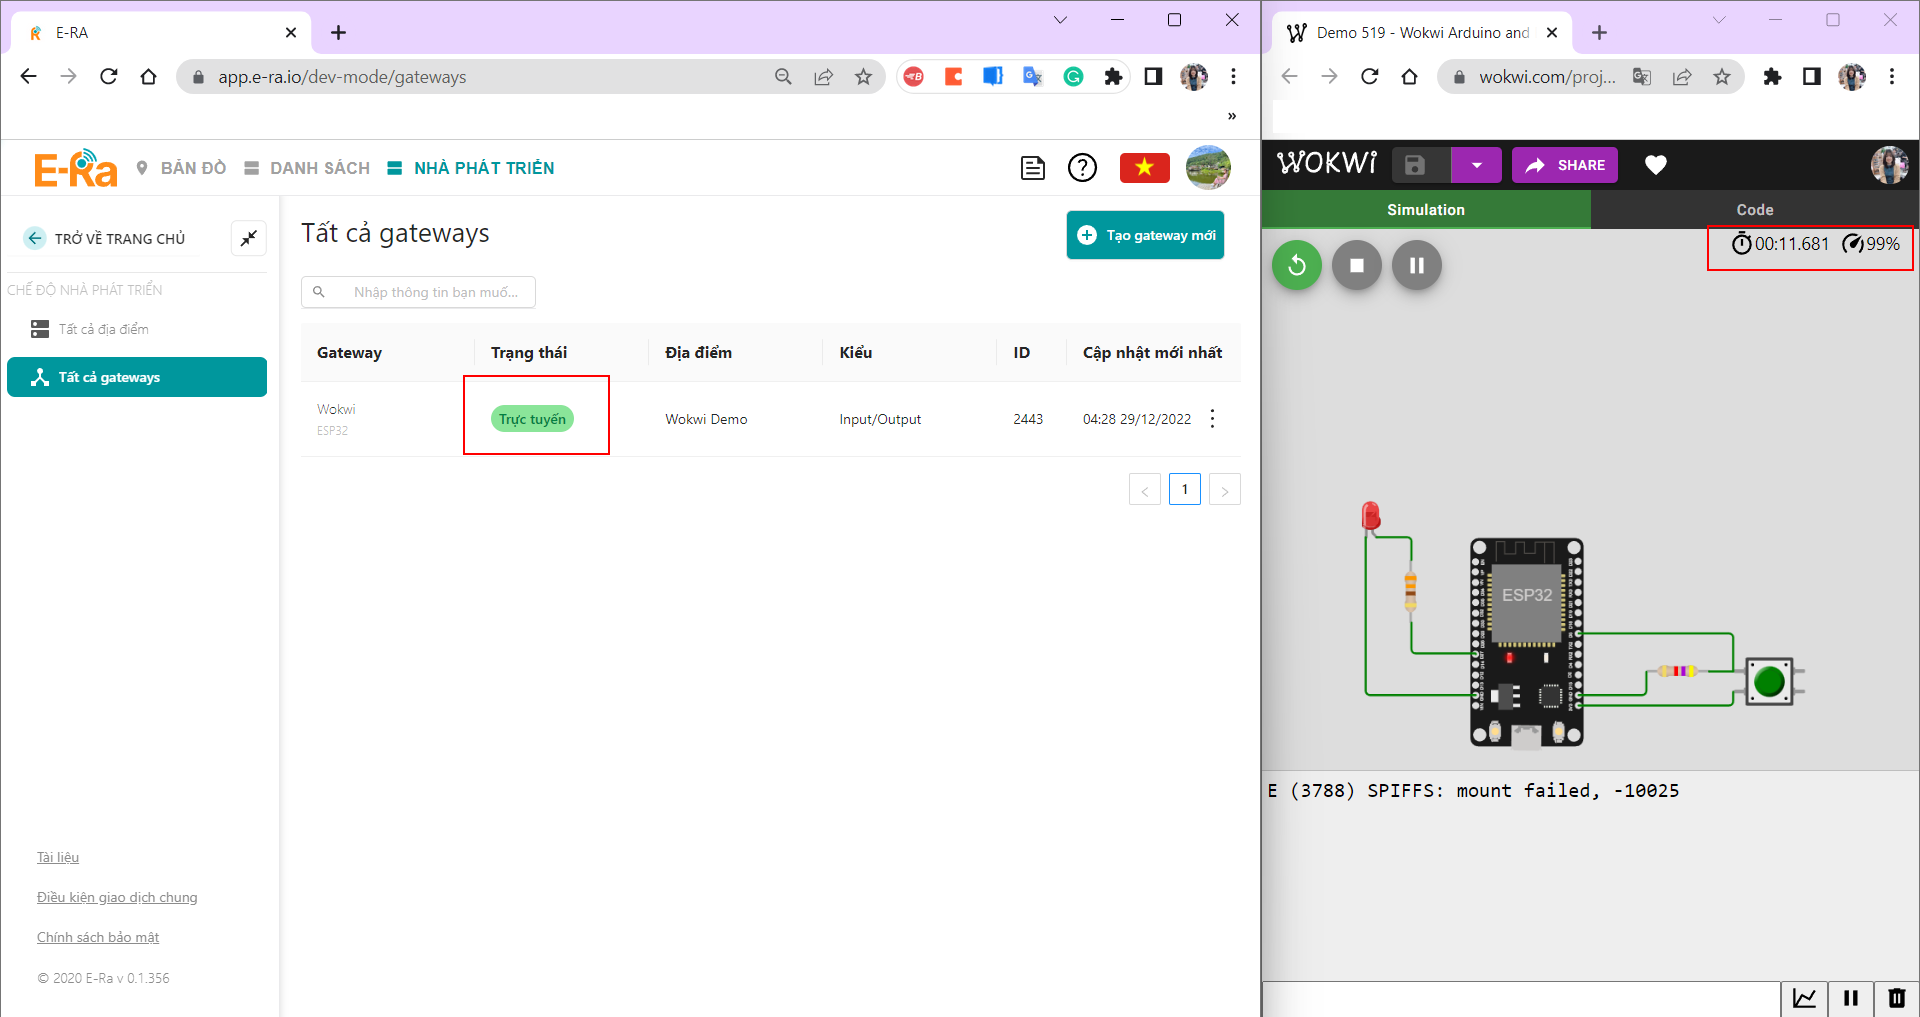 E-RA
app.e-ra.io/dev-mode/gateways
»
E-Ra
BẢN ĐỒ
DANH SÁCH
NHÀ PHÁT TRIỂN
TRỞ VỀ TRANG CHỦ
CHẾ ĐỘ NHÀ PHÁT TRIỂN
Tất cả địa điểm
Tất cả gateways
Tài liệu
Điều kiện giao dịch chung
Chính sách bảo mật
© 2020 E-Ra v 0.1.356
Tất cả gateways
Tạo gateway mới
Nhập thông tin bạn muố...
Gateway Trạng thái Địa điểm Kiểu ID Cập nhật mới nhất
Wokwi Trực tuyến Wokwi Demo Input/Output 2443 04:28 29/12/2022
ESP32
< 1 >
Demo 519 - Wokwi Arduino and
wokwi.com/proj...
WOKWI
SHARE
Simulation
Code
00:11.681 99%
ESP32
E (3788) SPIFFS: mount failed, -10025